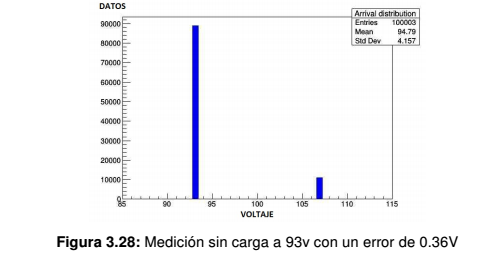 DATOS
Arrival distribution
Entries 100003
Mean 94.79
Std Dev 4.157
90000
80000
70000
60000
50000
40000
30000
20000
10000
0
85 90 95 100 105 110 115
VOLTAJE
Figura 3.28: Medición sin carga a 93v con un error de 0.36V